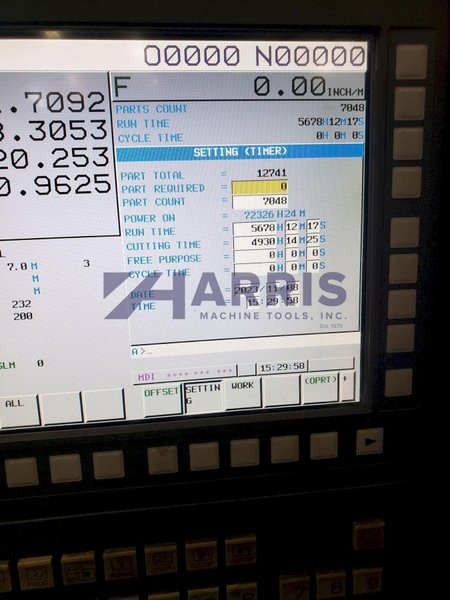 O0000 N00000
.7092
3.3053
20.253
0.9625
F 0.00 INCH/M
PARTS COUNT 7048
RUN TIME 5678H12M17S
CYCLE TIME 0H 0M 0S
SETTING (TIMER)
PART TOTAL = 12741
PART REQUIRED = 0
PART COUNT = 7048
POWER ON = 72326H24M
RUN TIME = 5678H12M17S
CUTTING TIME = 4930H14M25S
FREE PURPOSE = 0H 0M 0S
CYCLE TIME = 0H 0M 0S
DATE = 2023/11/08
TIME = 15:29:58
7.0 M 3
M
M
232
200
SLM 0
HARRIS
MACHINE TOOLS, INC.
Est. 1970
A>_
MDI **** *** ***
15:29:58
ALL
OFFSET
SETTIN
G
WORK
(OPRT) +